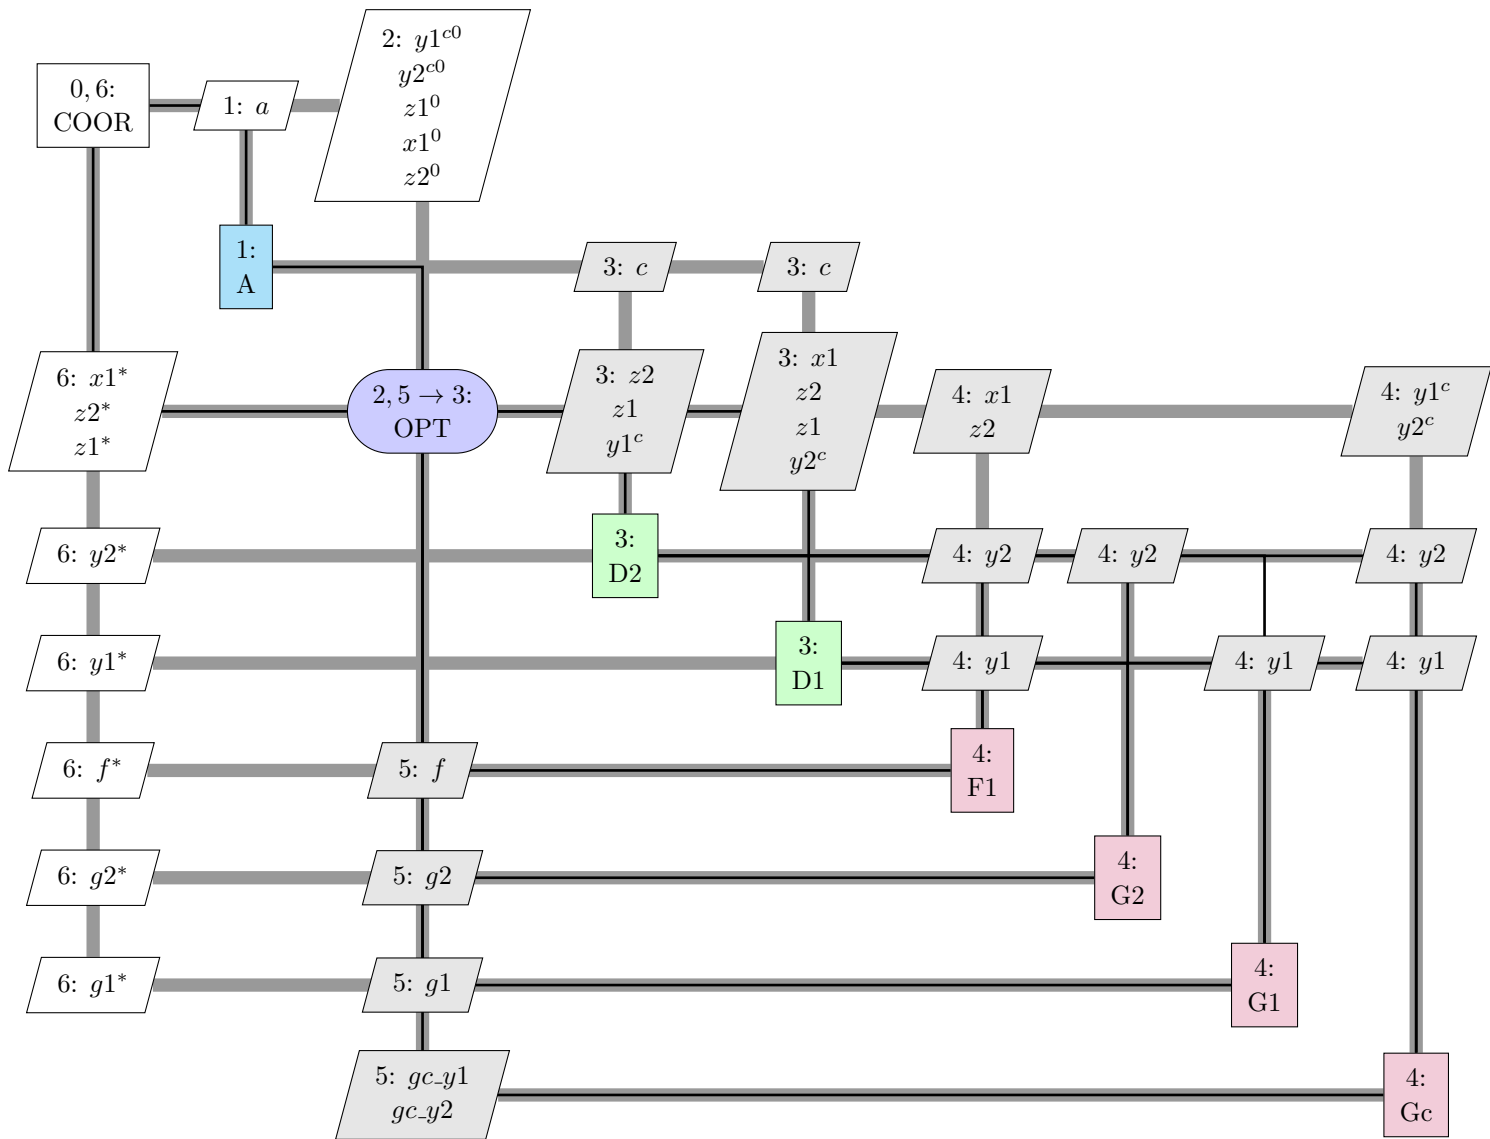 2: y1^{c0}
y2^{c0}
z1^0
x1^0
z2^0
0, 6:
COOR
1: a
1:
A
3: c
3: c
6: x1*
z2*
z1*
2, 5 → 3:
OPT
3: z2
z1
y1^c
3: x1
z2
z1
y2^c
4: x1
z2
4: y1^c
y2^c
6: y2*
3:
D2
4: y2
4: y2
4: y2
6: y1*
3:
D1
4: y1
4: y1
4: y1
6: f*
5: f
4:
F1
6: g2*
5: g2
4:
G2
6: g1*
5: g1
4:
G1
5: gc_y1
gc_y2
4:
Gc